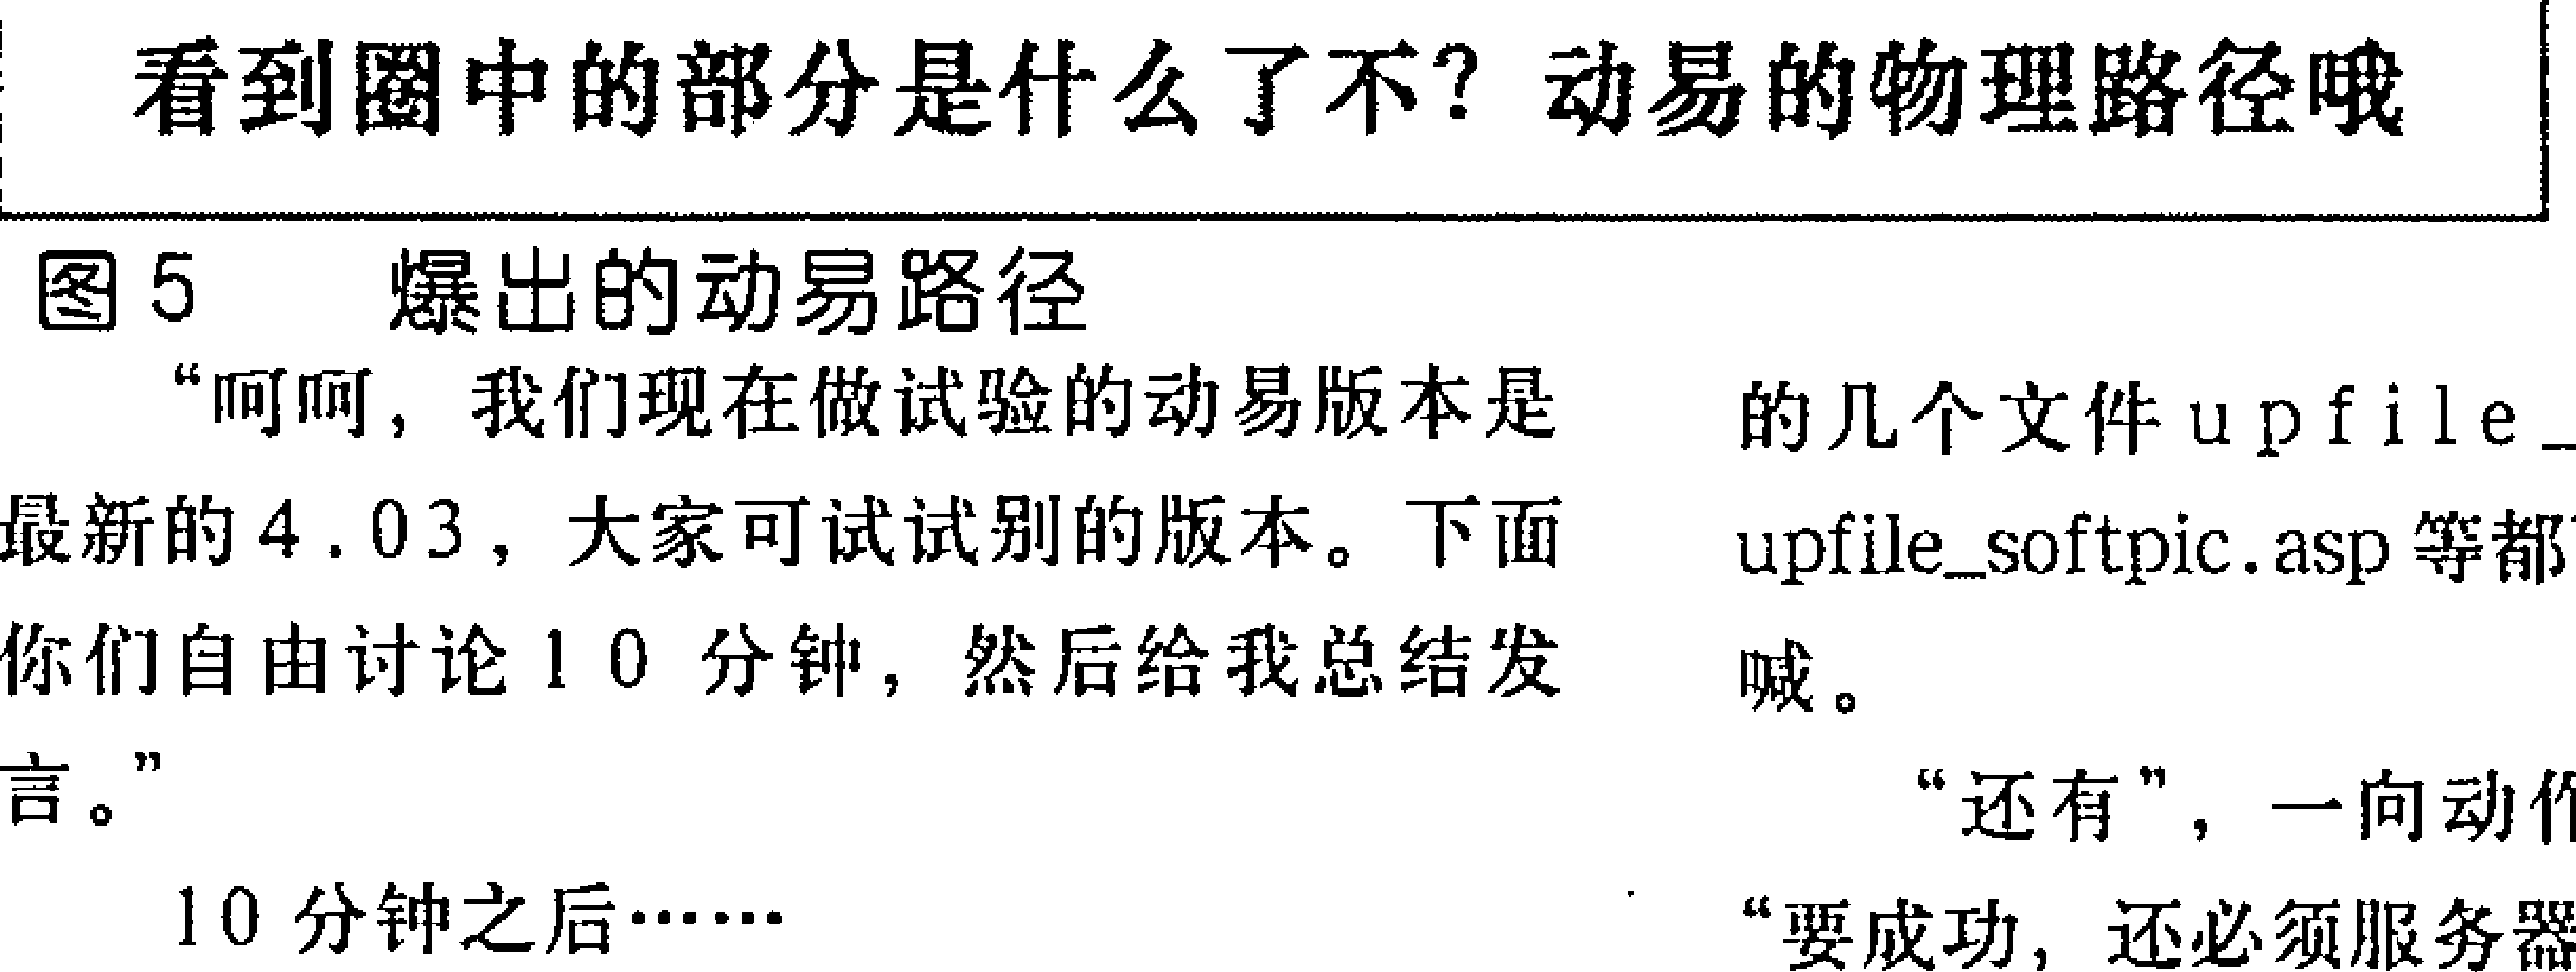 看到圈中的部分是什么了不？动易的物理路径哦
图5 爆出的动易路径
“呵呵，我们现在做试验的动易版本是
最新的4.03，大家可试试别的版本。下面
你们自由讨论10 分钟，然后给我总结发
言。”
10 分钟之后……
的几个文件upfile_
upfile_softpic.asp等都
喊。
“还有”，一向动作
“要成功，还必须服务器